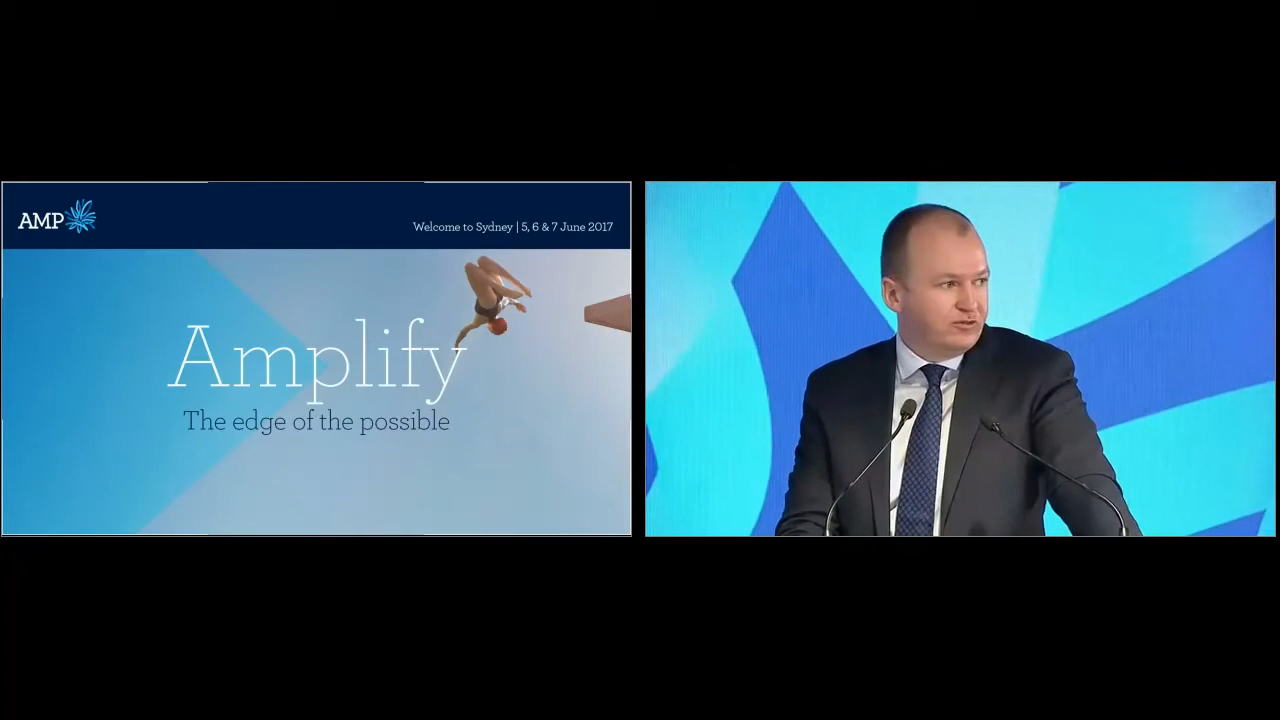 AMP
Welcome to Sydney | 5, 6 & 7 June 2017
Amplify
The edge of the possible